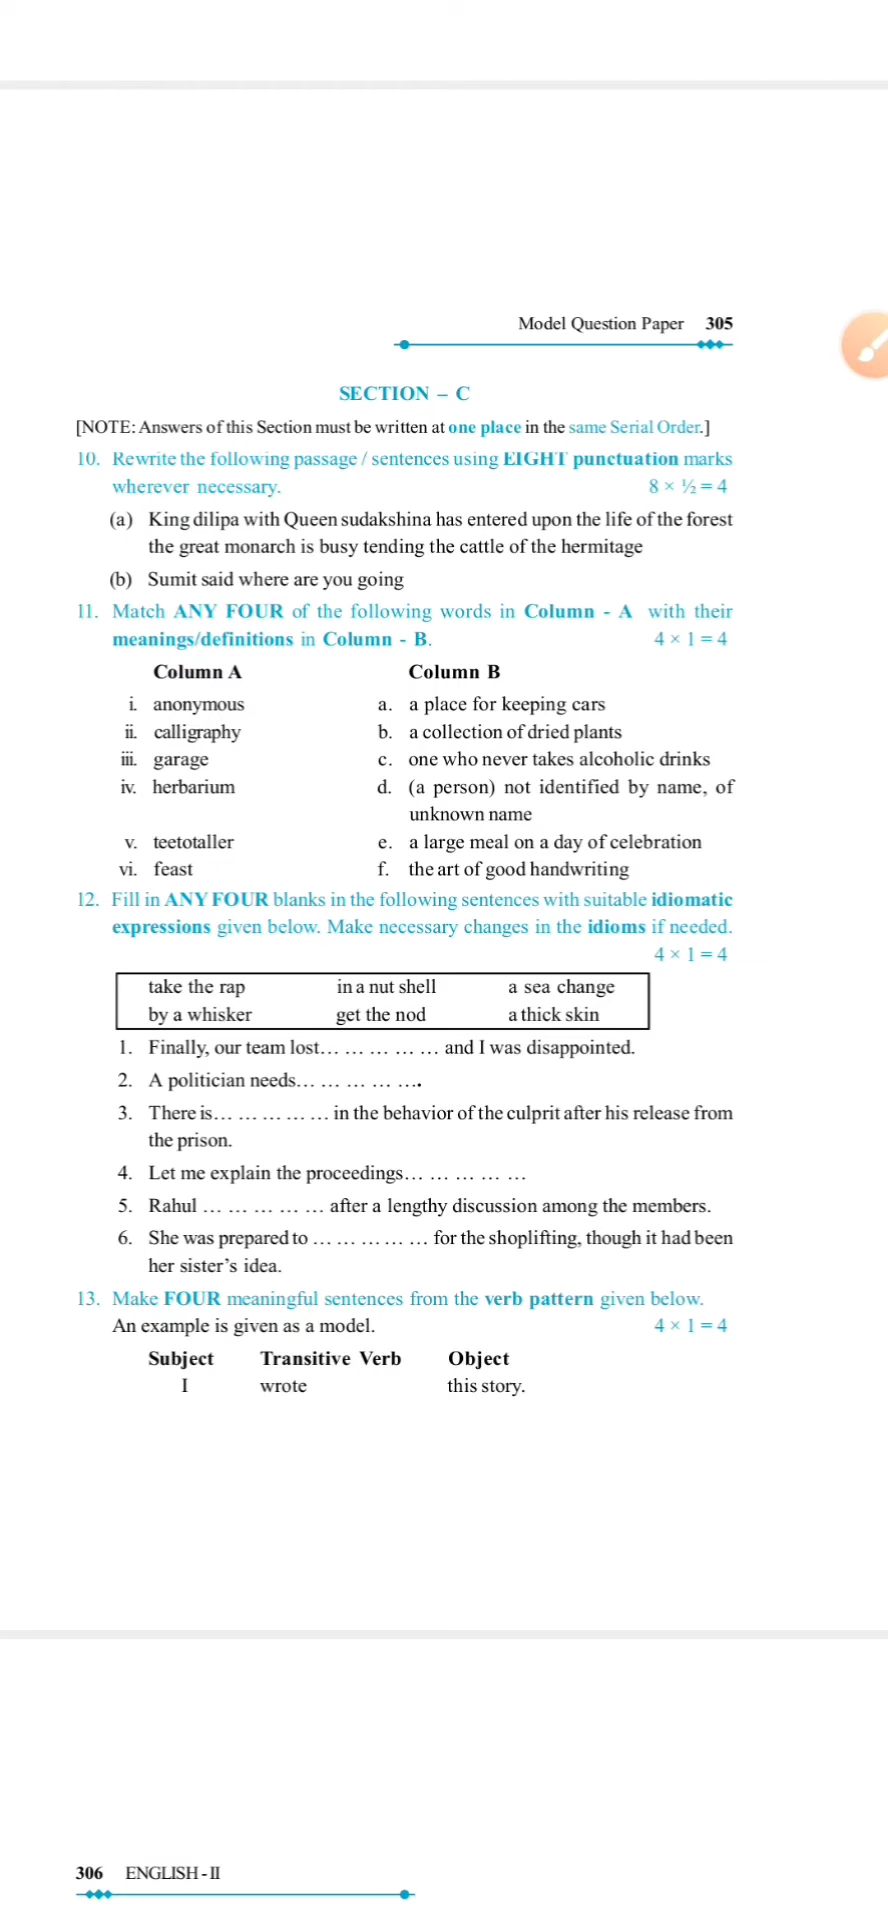 Model Question Paper 305
SECTION – C
[NOTE: Answers of this Section must be written at one place in the same Serial Order.]
10. Rewrite the following passage / sentences using EIGHT punctuation marks
wherever necessary. 8 × ½ = 4
(a) King dilipa with Queen sudakshina has entered upon the life of the forest
the great monarch is busy tending the cattle of the hermitage
(b) Sumit said where are you going
11. Match ANY FOUR of the following words in Column - A with their
meanings/definitions in Column - B. 4 × 1 = 4
Column A Column B
i. anonymous a. a place for keeping cars
ii. calligraphy b. a collection of dried plants
iii. garage c. one who never takes alcoholic drinks
iv. herbarium d. (a person) not identified by name, of
unknown name
v. teetotaller e. a large meal on a day of celebration
vi. feast f. the art of good handwriting
12. Fill in ANY FOUR blanks in the following sentences with suitable idiomatic
expressions given below. Make necessary changes in the idioms if needed.
4 × 1 = 4
take the rap in a nut shell a sea change
by a whisker get the nod a thick skin
1. Finally, our team lost… … … … … and I was disappointed.
2. A politician needs… … … … ….
3. There is… … … … … in the behavior of the culprit after his release from
the prison.
4. Let me explain the proceedings… … … … …
5. Rahul … … … … … after a lengthy discussion among the members.
6. She was prepared to … … … … … for the shoplifting, though it had been
her sister's idea.
13. Make FOUR meaningful sentences from the verb pattern given below.
An example is given as a model. 4 × 1 = 4
Subject Transitive Verb Object
I wrote this story.
306 ENGLISH - II